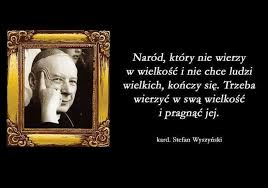 Naród, który nie wierzy
w wielkość i nie chce ludzi
wielkich, kończy się. Trzeba
wierzyć w swą wielkość
i pragnąć jej.
kard. Stefan Wyszyński